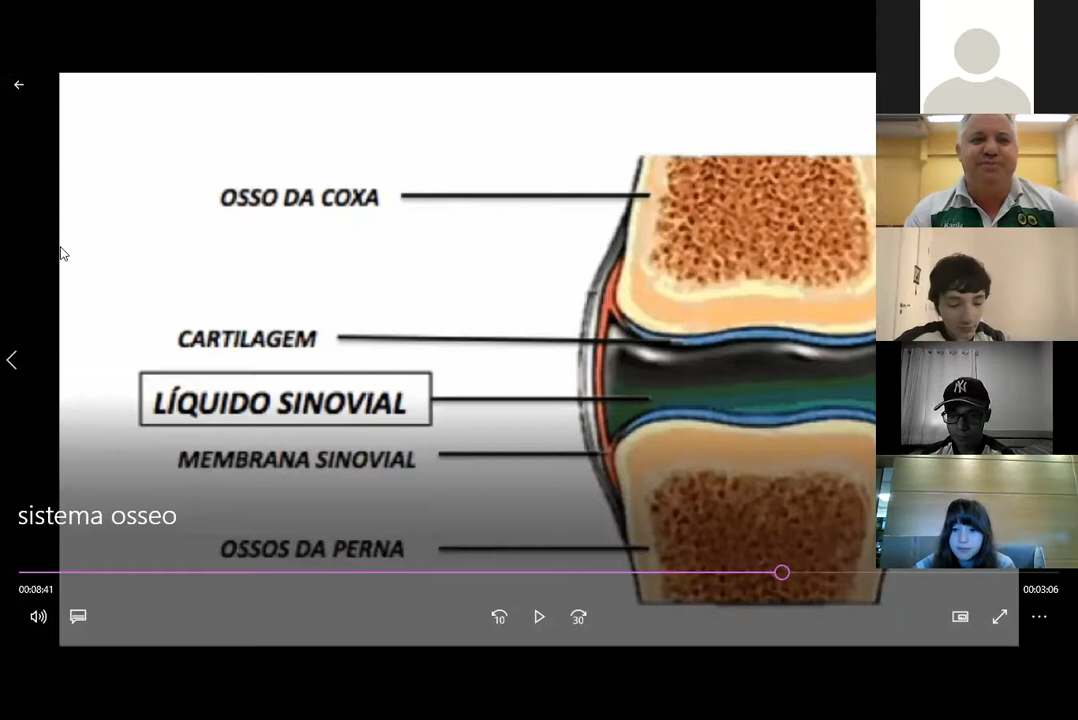 OSSO DA COXA
CARTILAGEM
LÍQUIDO SINOVIAL
MEMBRANA SINOVIAL
sistema osseo
OSSOS DA PERNA
00:08:41
00:03:06
10
30